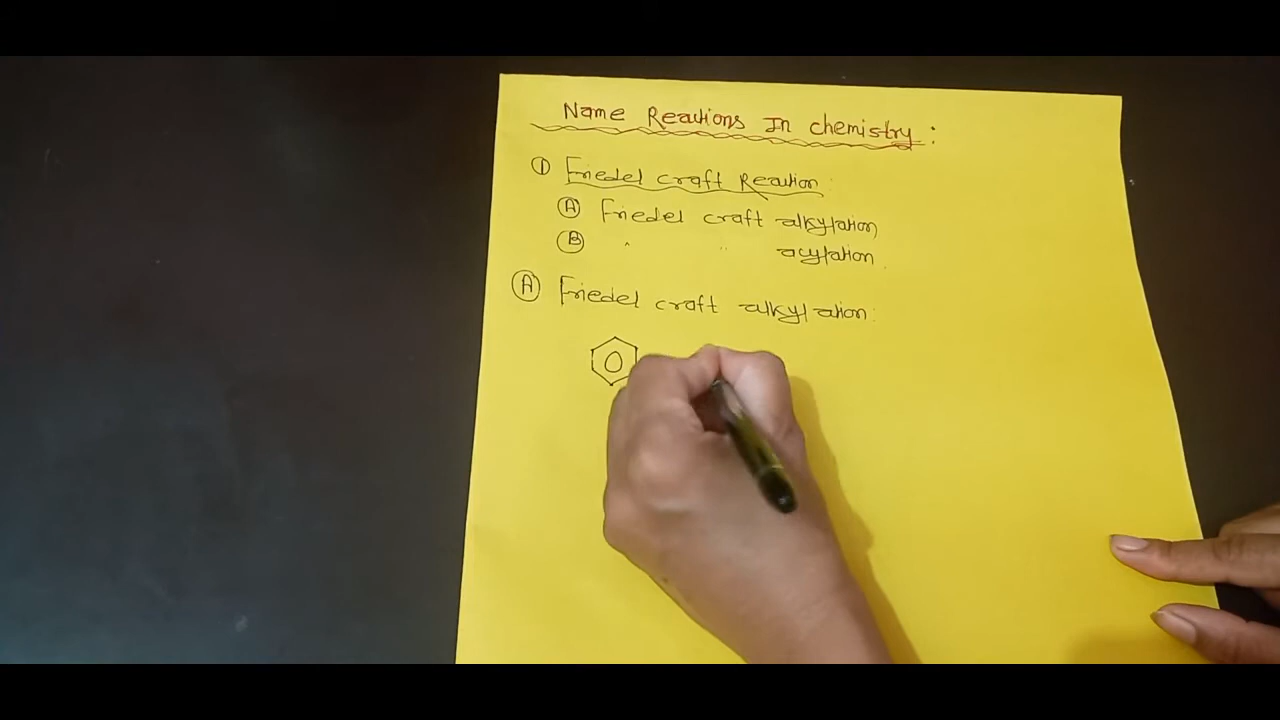 Name Reactions In chemistry :
① Friedel craft Reaction :
Ⓐ Friedel craft alkylation
Ⓑ " " acylation.
Ⓐ Friedel craft alkylation :